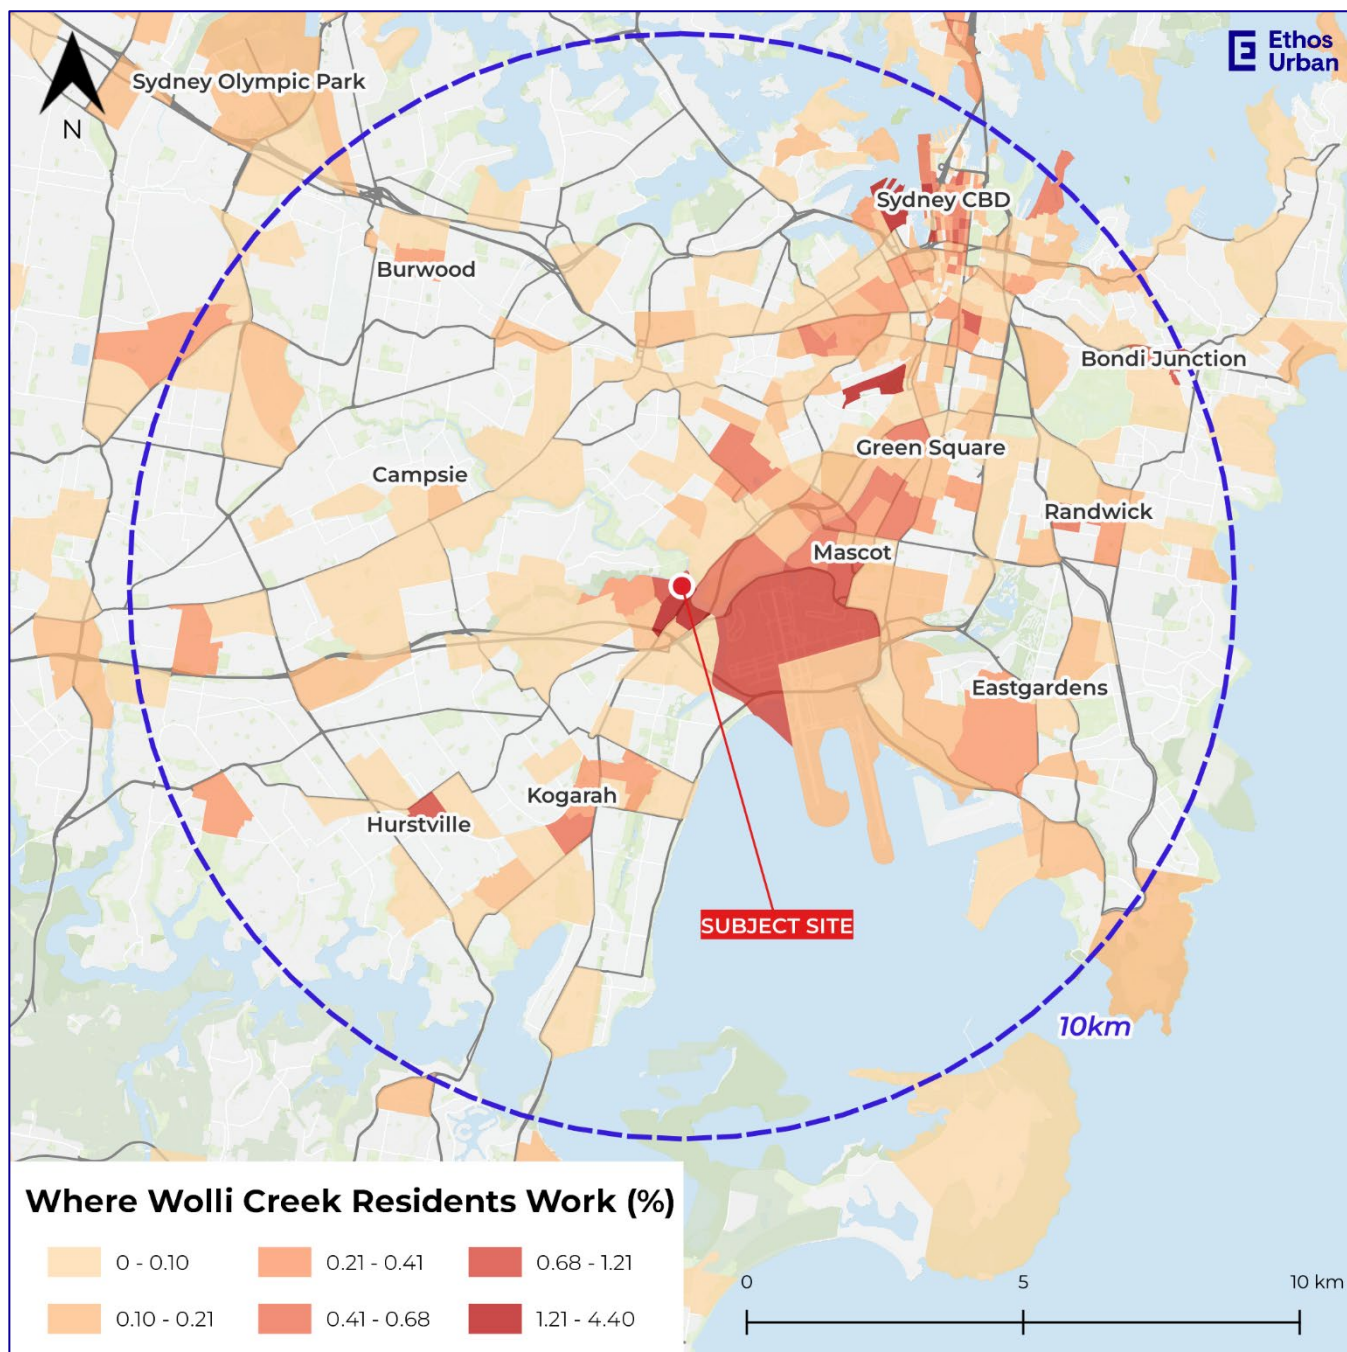 Ethos
Urban
N
Sydney Olympic Park
Sydney CBD
Burwood
Bondi Junction
Green Square
Campsie
Randwick
Mascot
Eastgardens
Kogarah
Hurstville
SUBJECT SITE
10km
Where Wolli Creek Residents Work (%)
0 - 0.10
0.21 - 0.41
0.68 - 1.21
0.10 - 0.21
0.41 - 0.68
1.21 - 4.40
0
5
10 km